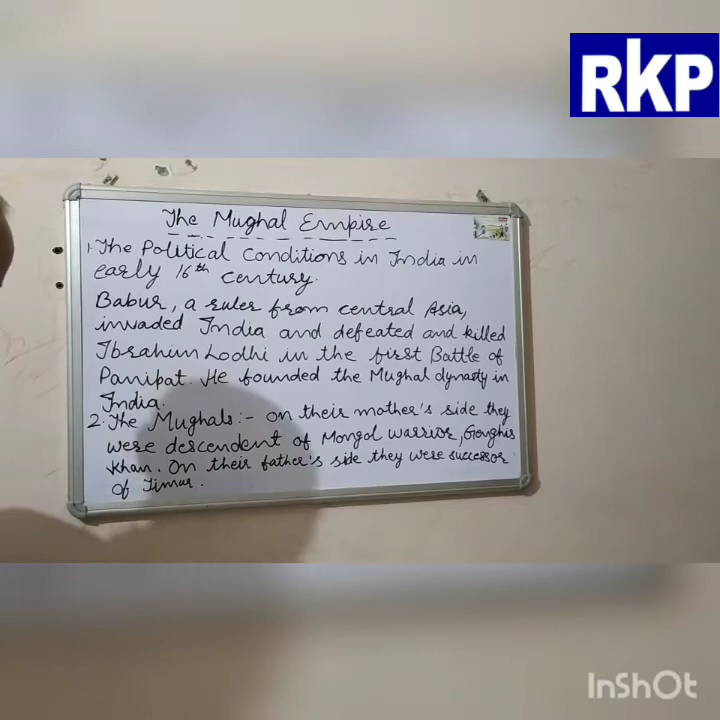 RKP
The Mughal Empire
1. The Political Conditions in India in
early 16th century.
Babur, a ruler from central Asia,
invaded India and defeated and killed
Ibrahim Lodhi in the first Battle of
Panipat. He founded the Mughal dynasty in
India.
2. The Mughals:- on their mother's side they
were descendent of Mongol warrior, Genghis
Khan. On their father's side they were successor
of Timur.
InShOt